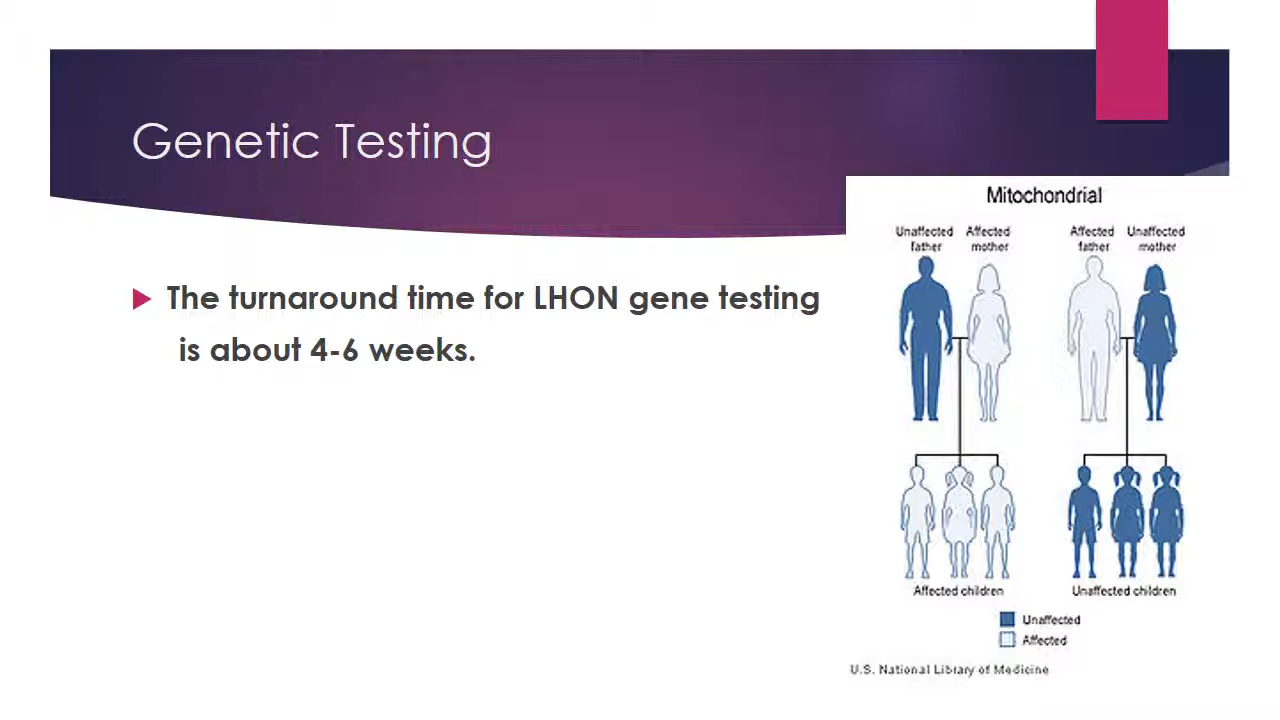 Genetic Testing
The turnaround time for LHON gene testing
is about 4-6 weeks.
Mitochondrial
Unaffected father
Affected mother
Affected father
Unaffected mother
Affected children
Unaffected children
Unaffected
Affected
U.S. National Library of Medicine